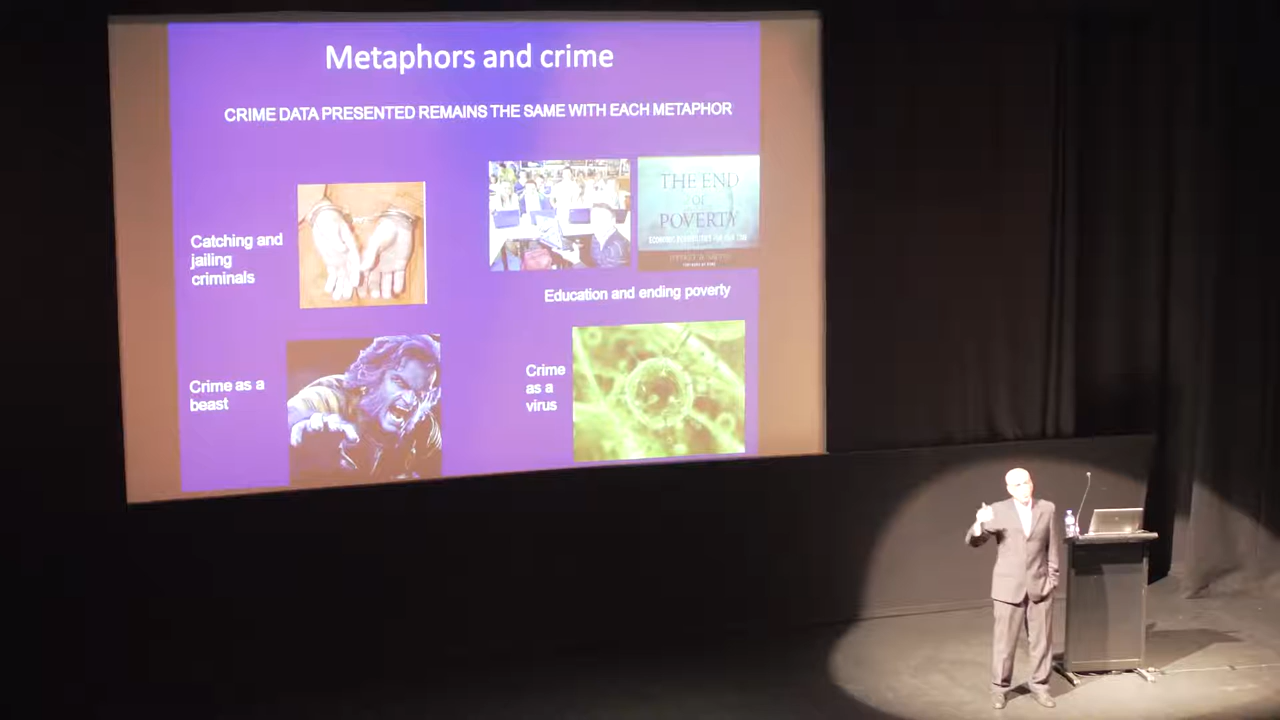 Metaphors and crime
CRIME DATA PRESENTED REMAINS THE SAME WITH EACH METAPHOR
Catching and
jailing
criminals
THE END
OF
POVERTY
Education and ending poverty
Crime as a
beast
Crime
as a
virus